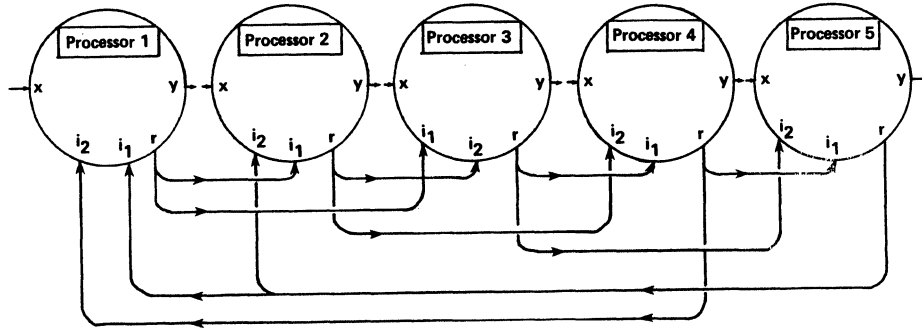 Processor 1 Processor 2 Processor 3 Processor 4 Processor 5
x y x y x y x y x y
i₂ i₁ r i₂ i₁ r i₁ i₂ r i₂ i₁ r i₂ i₁ r